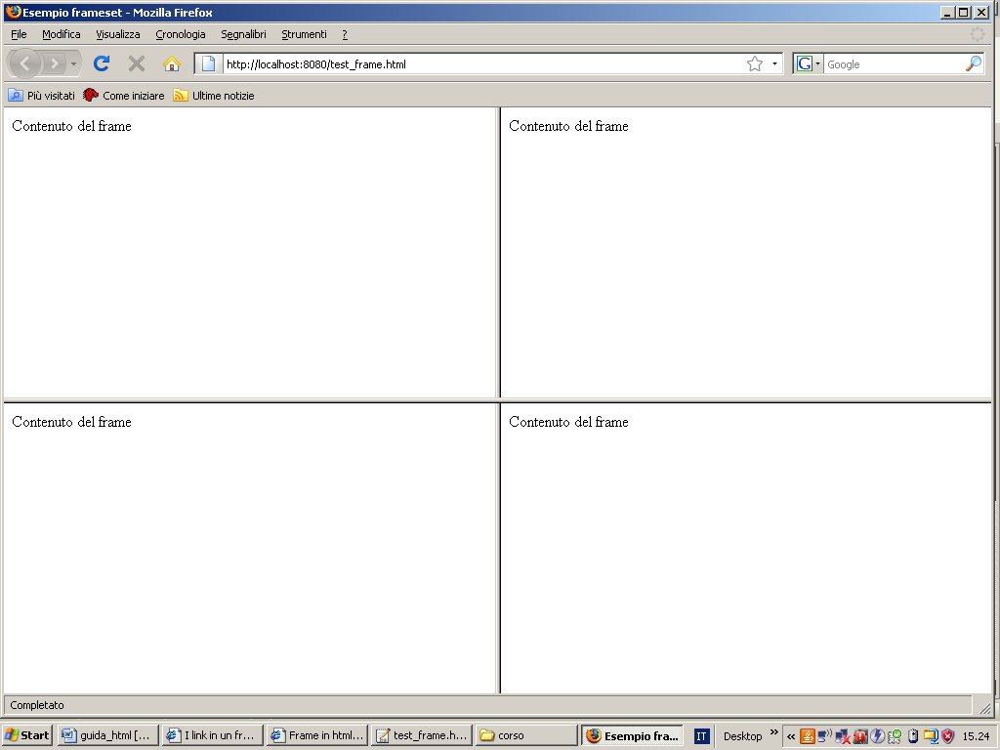 Esempio frameset - Mozilla Firefox
File Modifica Visualizza Cronologia Segnalibri Strumenti ?
http://localhost:8080/test_frame.html G Google
Più visitati Come iniziare Ultime notizie
Contenuto del frame Contenuto del frame
Contenuto del frame Contenuto del frame
Completato
Start guida_html [... I link in un fr... Frame in html... test_frame.h... corso Esempio fra... IT Desktop » « 15.24